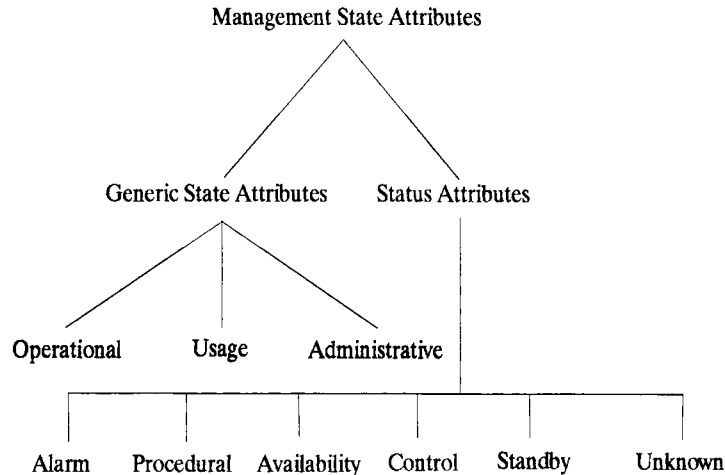 Management State Attributes
Generic State Attributes
Status Attributes
Operational
Usage
Administrative
Alarm
Procedural
Availability
Control
Standby
Unknown